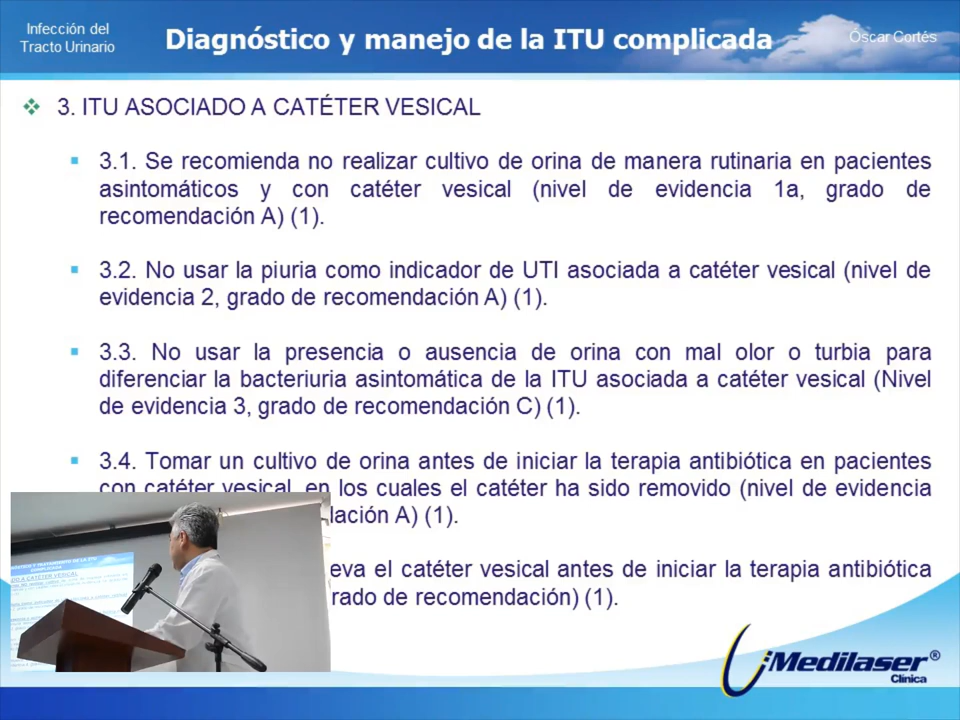 Infección del
Tracto Urinario
Diagnóstico y manejo de la ITU complicada
Óscar Cortés
3. ITU ASOCIADO A CATÉTER VESICAL
3.1. Se recomienda no realizar cultivo de orina de manera rutinaria en pacientes
asintomáticos y con catéter vesical (nivel de evidencia 1a, grado de
recomendación A) (1).
3.2. No usar la piuria como indicador de UTI asociada a catéter vesical (nivel de
evidencia 2, grado de recomendación A) (1).
3.3. No usar la presencia o ausencia de orina con mal olor o turbia para
diferenciar la bacteriuria asintomática de la ITU asociada a catéter vesical (Nivel
de evidencia 3, grado de recomendación C) (1).
3.4. Tomar un cultivo de orina antes de iniciar la terapia antibiótica en pacientes
con catéter vesical, en los cuales el catéter ha sido removido (nivel de evidencia
lación A) (1).
eva el catéter vesical antes de iniciar la terapia antibiótica
rado de recomendación) (1).
Medilaser®
Clínica